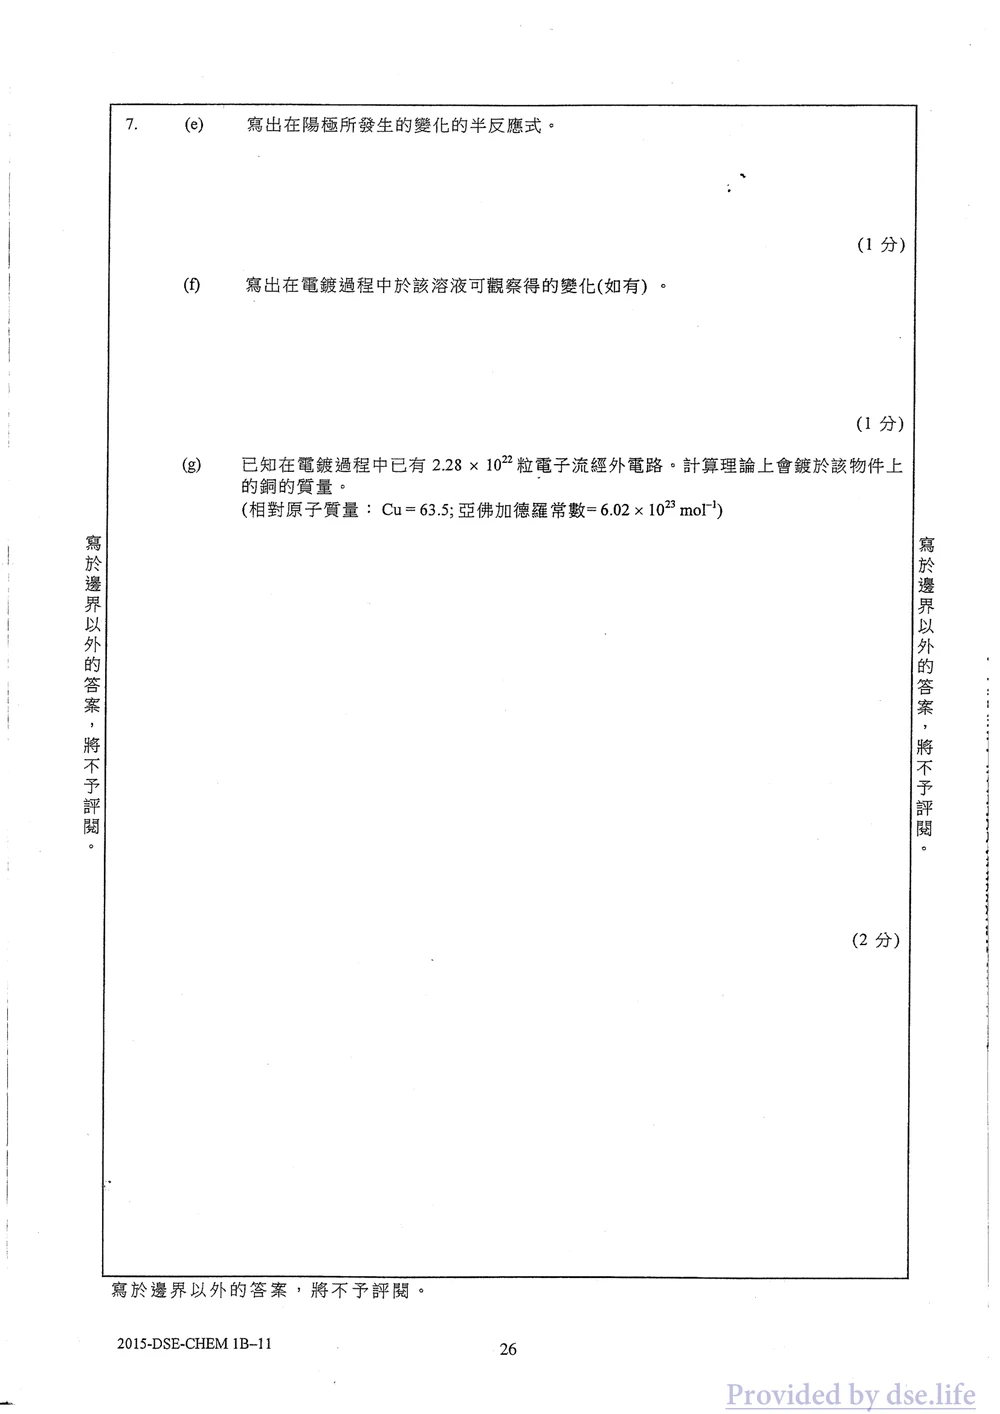 7. (e) 寫出在陽極所發生的變化的半反應式。
(1 分)
(f) 寫出在電鍍過程中於該溶液可觀察得的變化(如有) 。
(1 分)
(g) 已知在電鍍過程中已有 2.28 × 10²² 粒電子流經外電路。計算理論上會鍍於該物件上
的銅的質量。
(相對原子質量： Cu = 63.5; 亞佛加德羅常數= 6.02 × 10²³ mol⁻¹)
(2 分)
寫於邊界以外的答案，將不予評閱。
寫於邊界以外的答案，將不予評閱。
寫於邊界以外的答案，將不予評閱。
2015-DSE-CHEM 1B–11
26
Provided by dse.life